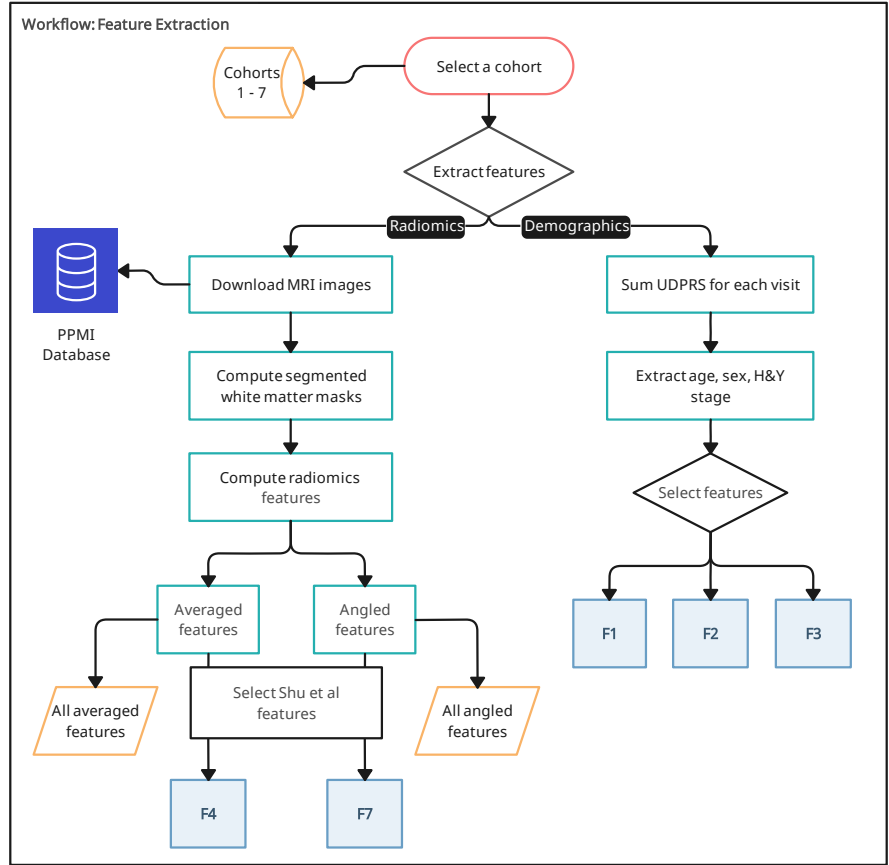 Workflow: Feature Extraction
Select a cohort
Cohorts
1 - 7
Extract features
Radiomics
Demographics
Download MRI images
Sum UDPRS for each visit
PPMI
Database
Compute segmented
white matter masks
Extract age, sex, H&Y
stage
Compute radiomics
features
Select features
Averaged
features
Angled
features
F1
F2
F3
Select Shu et al
features
All averaged
features
All angled
features
F4
F7